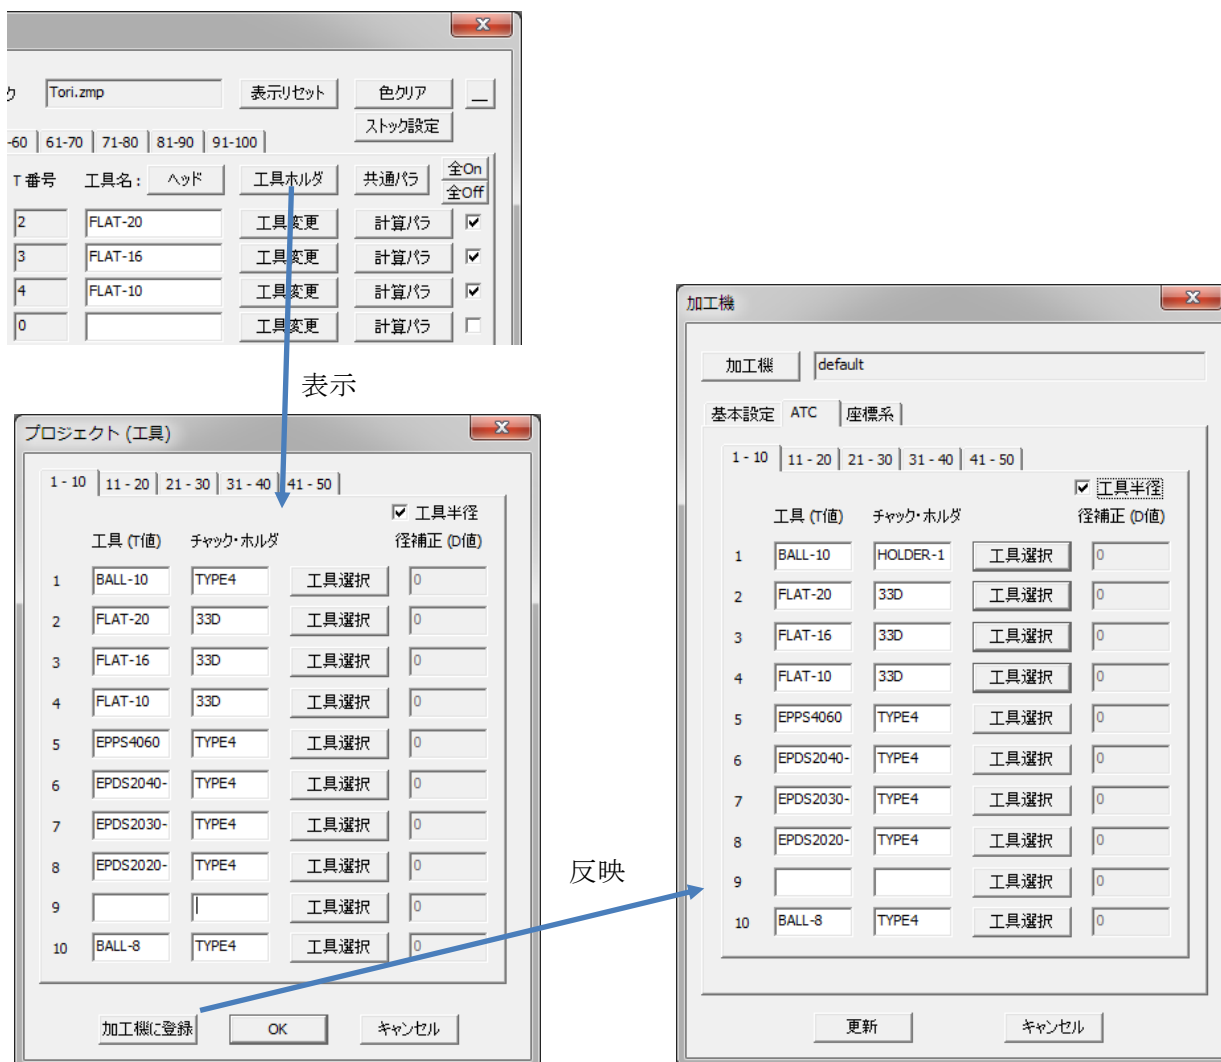 ク Tori.zmp 表示リセット 色クリア __
ストック設定
-60 61-70 71-80 81-90 91-100
T 番号 工具名: ヘッド 工具ホルダ 共通パラ 全On
全Off
2 FLAT-20 工具変更 計算パラ
3 FLAT-16 工具変更 計算パラ
4 FLAT-10 工具変更 計算パラ
0 工具変更 計算パラ
表示
プロジェクト (工具)
1 - 10 11 - 20 21 - 30 31 - 40 41 - 50
工具半径
工具 (T値) チャック・ホルダ 径補正 (D値)
1 BALL-10 TYPE4 工具選択 0
2 FLAT-20 33D 工具選択 0
3 FLAT-16 33D 工具選択 0
4 FLAT-10 33D 工具選択 0
5 EPPS4060 TYPE4 工具選択 0
6 EPDS2040- TYPE4 工具選択 0
7 EPDS2030- TYPE4 工具選択 0
8 EPDS2020- TYPE4 工具選択 0
9 工具選択 0
10 BALL-8 TYPE4 工具選択 0
加工機に登録 OK キャンセル
反映
加工機
加工機 default
基本設定 ATC 座標系
1 - 10 11 - 20 21 - 30 31 - 40 41 - 50
工具半径
工具 (T値) チャック・ホルダ 径補正 (D値)
1 BALL-10 HOLDER-1 工具選択 0
2 FLAT-20 33D 工具選択 0
3 FLAT-16 33D 工具選択 0
4 FLAT-10 33D 工具選択 0
5 EPPS4060 TYPE4 工具選択 0
6 EPDS2040- TYPE4 工具選択 0
7 EPDS2030- TYPE4 工具選択 0
8 EPDS2020- TYPE4 工具選択 0
9 工具選択 0
10 BALL-8 TYPE4 工具選択 0
更新 キャンセル